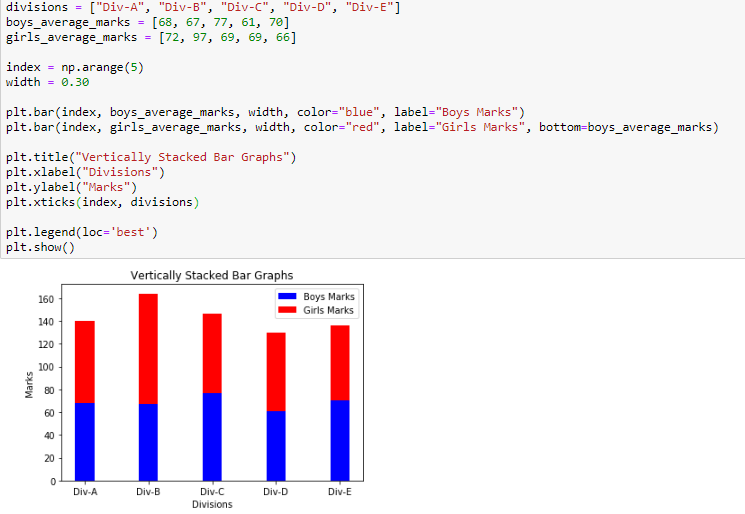 divisions = ["Div-A", "Div-B", "Div-C", "Div-D", "Div-E"]
boys_average_marks = [68, 67, 77, 61, 70]
girls_average_marks = [72, 97, 69, 69, 66]
index = np.arange(5)
width = 0.30
plt.bar(index, boys_average_marks, width, color="blue", label="Boys Marks")
plt.bar(index, girls_average_marks, width, color="red", label="Girls Marks", bottom=boys_average_marks)
plt.title("Vertically Stacked Bar Graphs")
plt.xlabel("Divisions")
plt.ylabel("Marks")
plt.xticks(index, divisions)
plt.legend(loc='best')
plt.show()
Vertically Stacked Bar Graphs
Boys Marks
Girls Marks
160
140
120
100
80
60
40
20
0
Marks
Div-A Div-B Div-C Div-D Div-E
Divisions